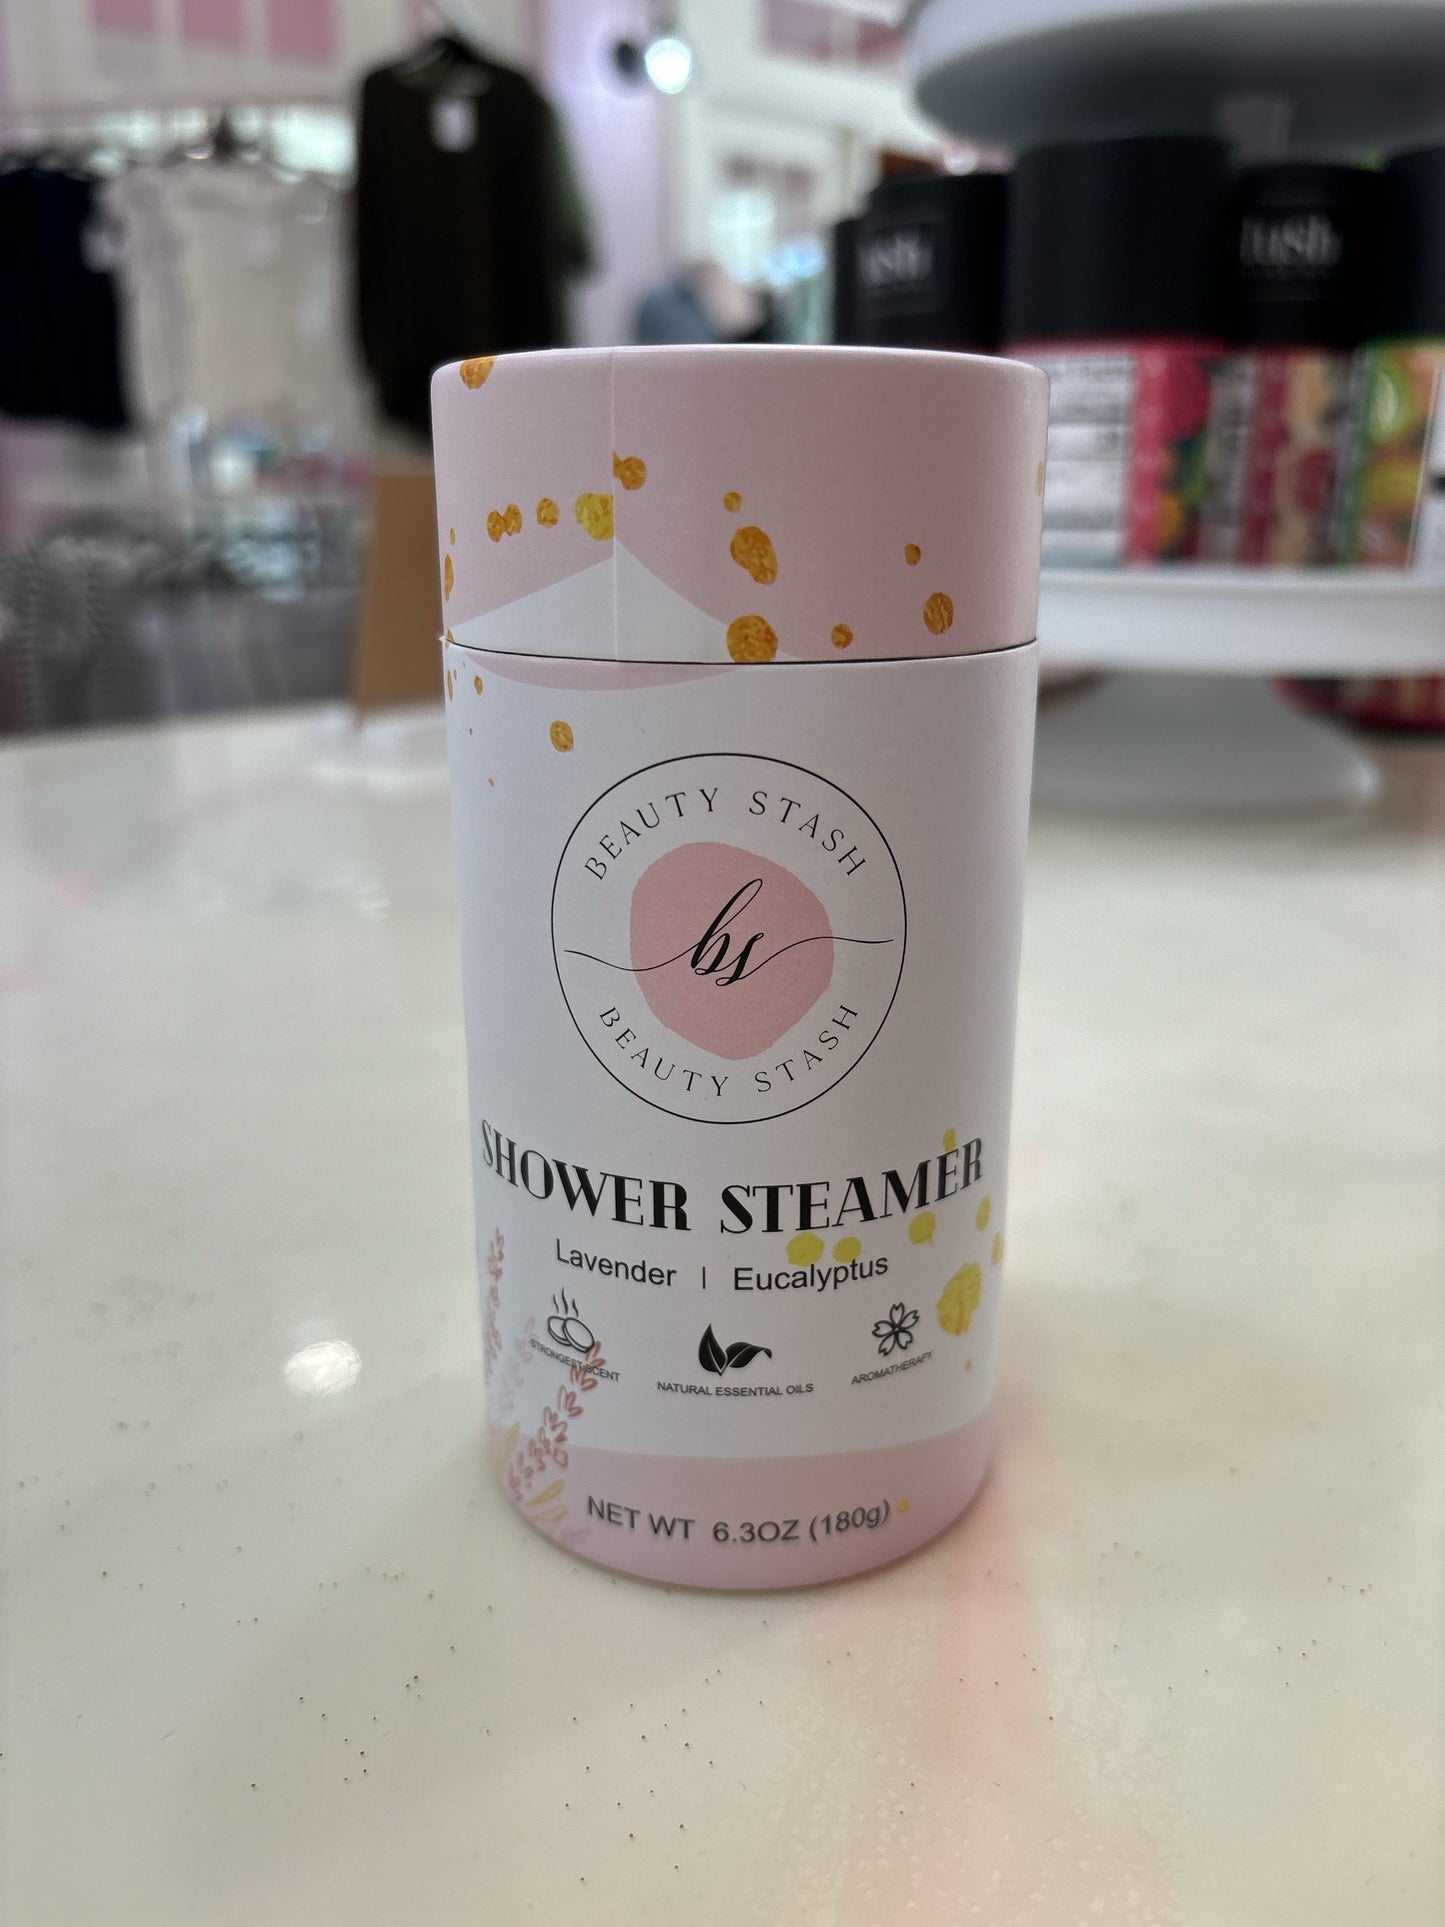 BEAUTY STASH
bs
BEAUTY STASH
SHOWER STEAMER
Lavender | Eucalyptus
STRONGEST SCENT
NATURAL ESSENTIAL OILS
AROMATHERAPY
NET WT 6.3OZ (180g)